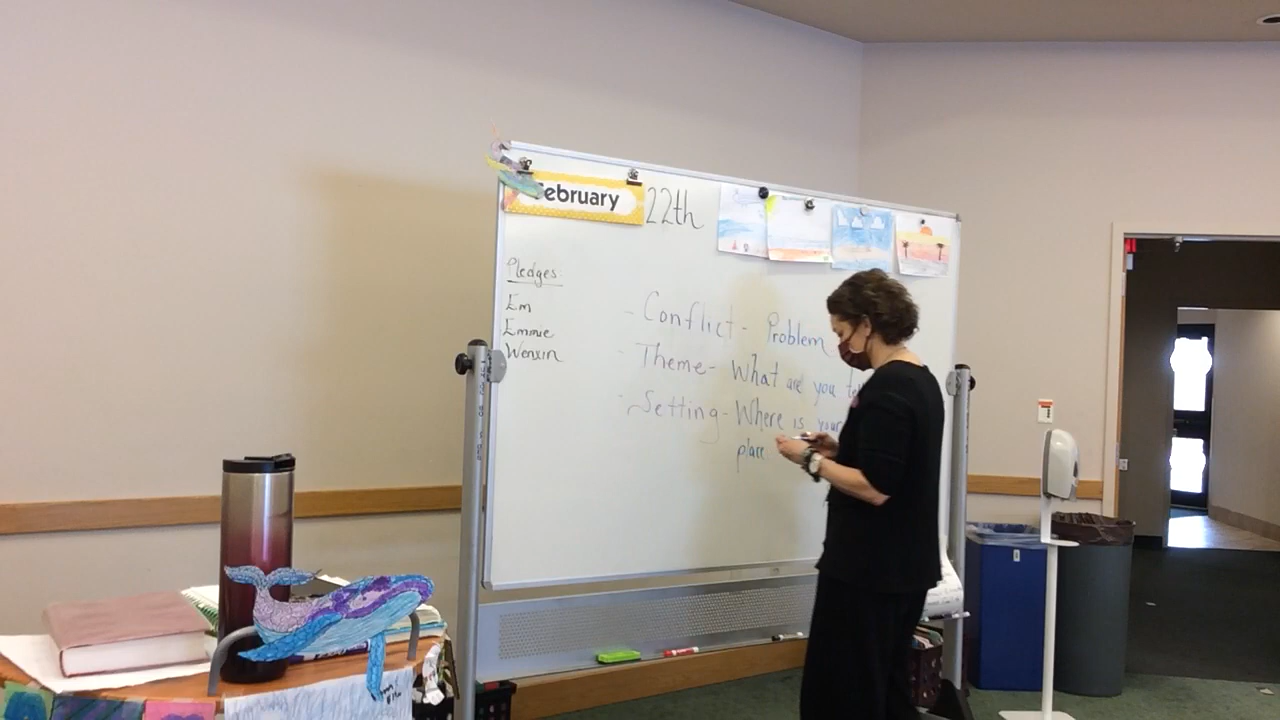 February 22th
Pledges:
Em
Emmie
Wenxin
- Conflict - Problem
- Theme - What are you
- Setting - Where is your
place